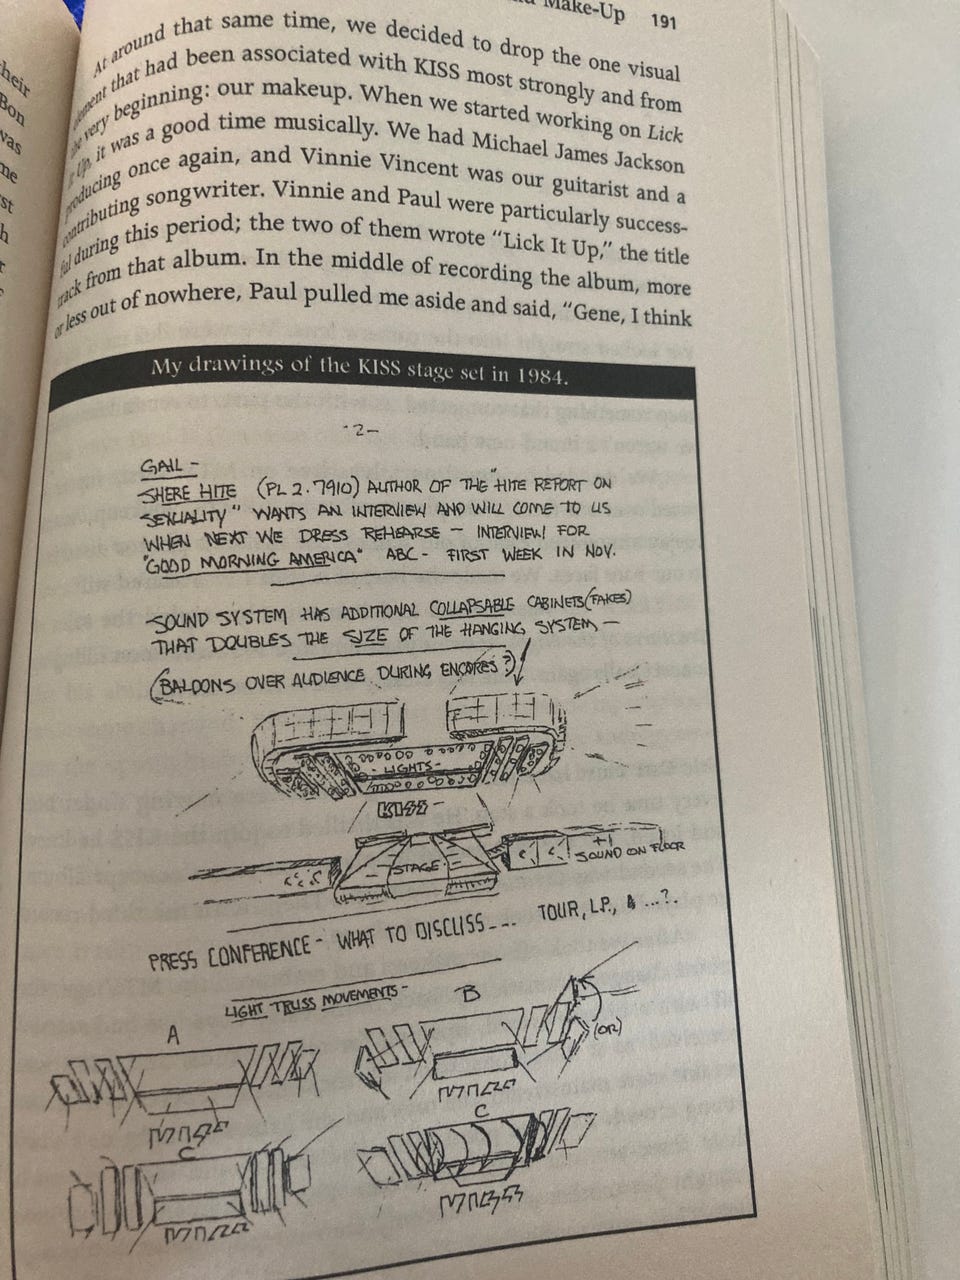 Make-Up 191
At around that same time, we decided to drop the one visual
element that had been associated with KISS most strongly and from
the very beginning: our makeup. When we started working on Lick
It Up, it was a good time musically. We had Michael James Jackson
producing once again, and Vinnie Vincent was our guitarist and a
contributing songwriter. Vinnie and Paul were particularly success-
ful during this period; the two of them wrote “Lick It Up,” the title
track from that album. In the middle of recording the album, more
or less out of nowhere, Paul pulled me aside and said, “Gene, I think
My drawings of the KISS stage set in 1984.
-2-
GAIL -
SHERE HITE (PL 2.7910) AUTHOR OF THE "HITE REPORT ON
SEXUALITY" WANTS AN INTERVIEW AND WILL COME TO US
WHEN NEXT WE DRESS REHEARSE - INTERVIEW FOR
"GOOD MORNING AMERICA" ABC - FIRST WEEK IN NOV.
SOUND SYSTEM HAS ADDITIONAL COLLAPSABLE CABINETS (FAKES)
THAT DOUBLES THE SIZE OF THE HANGING SYSTEM -
(BALOONS OVER AUDIENCE DURING ENCORES?)
-LIGHTS-
KISS-
STAGE
SOUND ON FLOOR
PRESS CONFERENCE - WHAT TO DISCUSS.... TOUR, L.P., & ...?.
LIGHT TRUSS MOVEMENTS -
A
B
(OR)
C
C